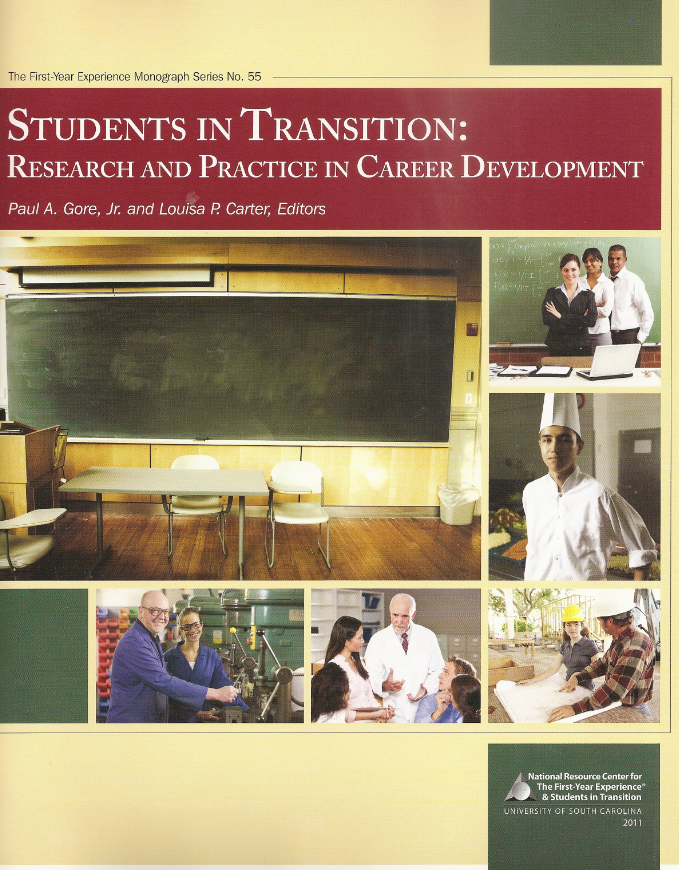 The First-Year Experience Monograph Series No. 55
STUDENTS IN TRANSITION:
RESEARCH AND PRACTICE IN CAREER DEVELOPMENT
Paul A. Gore, Jr. and Louisa P. Carter, Editors
National Resource Center for
The First-Year Experience®
& Students in Transition
UNIVERSITY OF SOUTH CAROLINA
2011